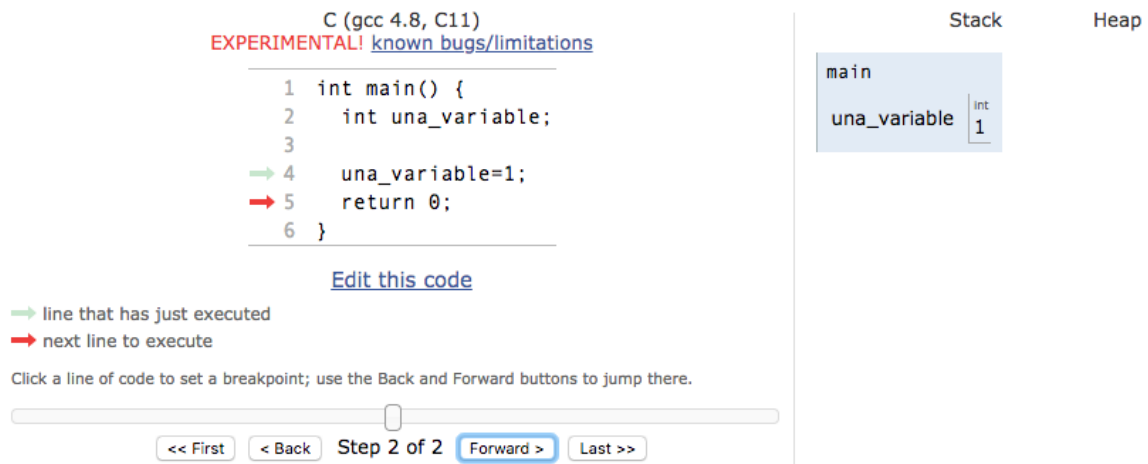 C (gcc 4.8, C11)
EXPERIMENTAL! known bugs/limitations
1 int main() {
2 int una_variable;
3
4 una_variable=1;
5 return 0;
6 }
Edit this code
line that has just executed
next line to execute
Click a line of code to set a breakpoint; use the Back and Forward buttons to jump there.
<< First < Back Step 2 of 2 Forward > Last >>
Stack Heap
main
int
una_variable 1